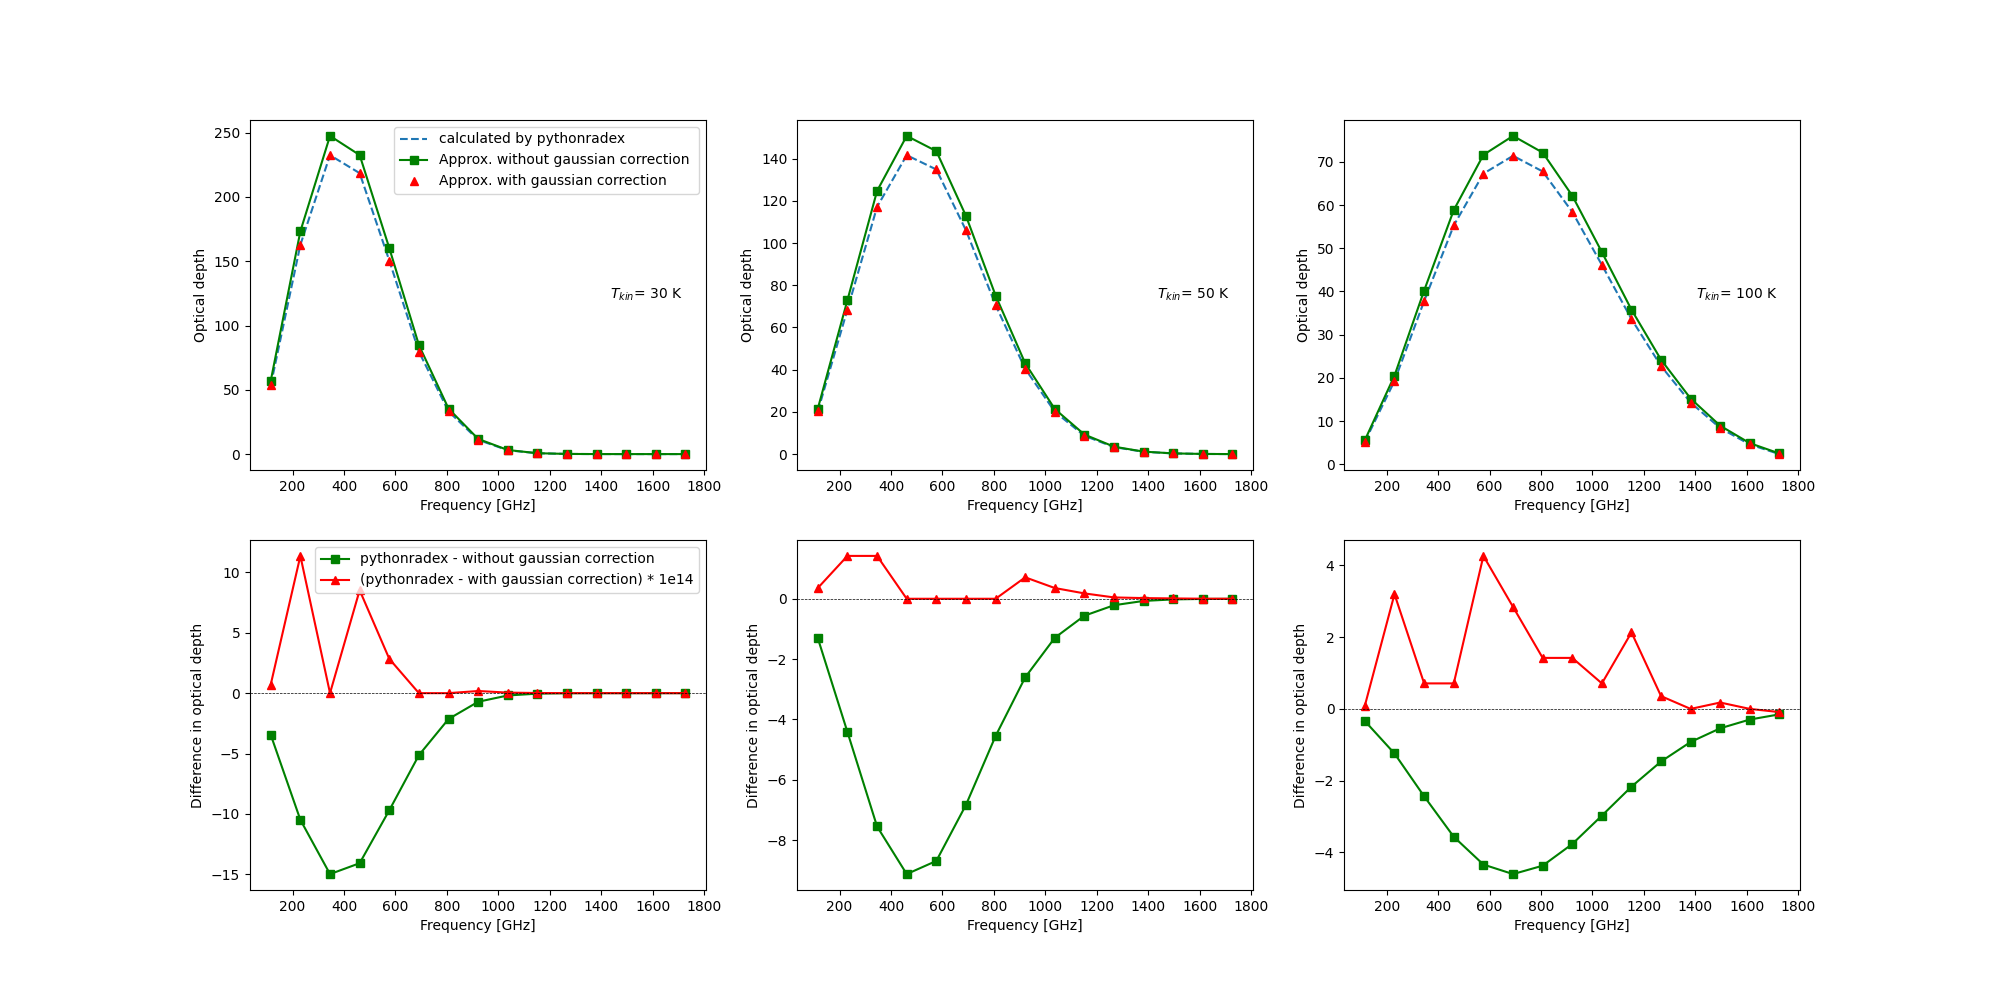 250
200
150
100
50
0
Optical depth
calculated by pythonradex
Approx. without gaussian correction
Approx. with gaussian correction
T_kin= 30 K
200 400 600 800 1000 1200 1400 1600 1800
Frequency [GHz]
140
120
100
80
60
40
20
0
Optical depth
T_kin= 50 K
200 400 600 800 1000 1200 1400 1600 1800
Frequency [GHz]
70
60
50
40
30
20
10
0
Optical depth
T_kin= 100 K
200 400 600 800 1000 1200 1400 1600 1800
Frequency [GHz]
10
5
0
−5
−10
−15
Difference in optical depth
pythonradex - without gaussian correction
(pythonradex - with gaussian correction) * 1e14
200 400 600 800 1000 1200 1400 1600 1800
Frequency [GHz]
0
−2
−4
−6
−8
Difference in optical depth
200 400 600 800 1000 1200 1400 1600 1800
Frequency [GHz]
4
2
0
−2
−4
Difference in optical depth
200 400 600 800 1000 1200 1400 1600 1800
Frequency [GHz]